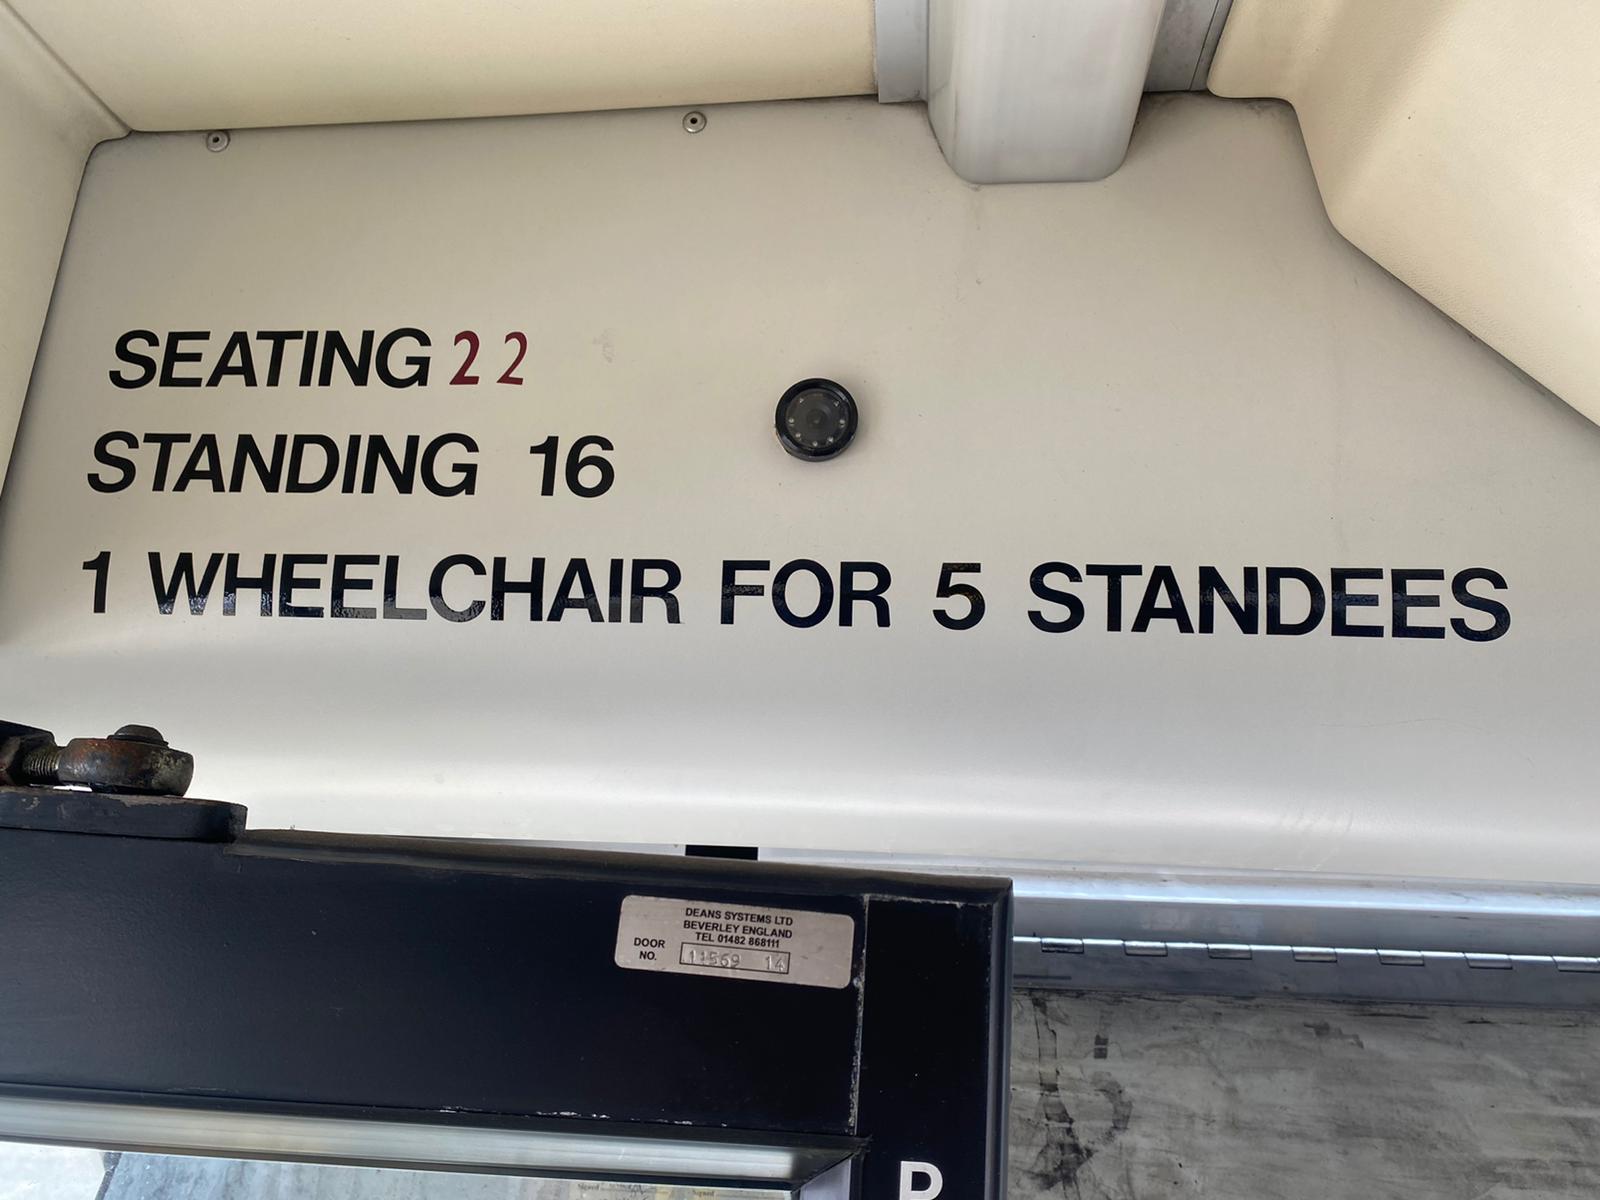 SEATING 22
STANDING 16
1 WHEELCHAIR FOR 5 STANDEES
DEANS SYSTEMS LTD
BEVERLEY ENGLAND
TEL 01482 868111
DOOR NO. 11569 14